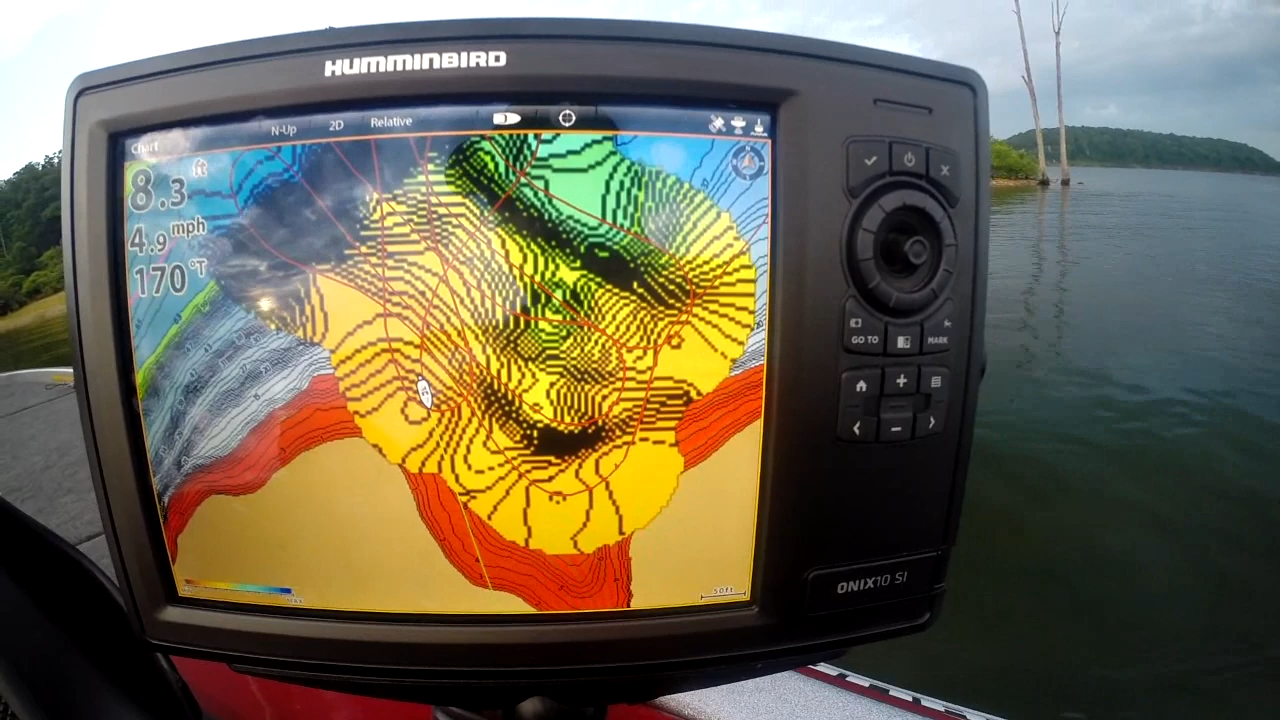 HUMMINBIRD
N-Up 2D Relative
Chart
8.3 ft
4.9 mph
170 °T
GO TO
MARK
50ft
ONIX10 SI